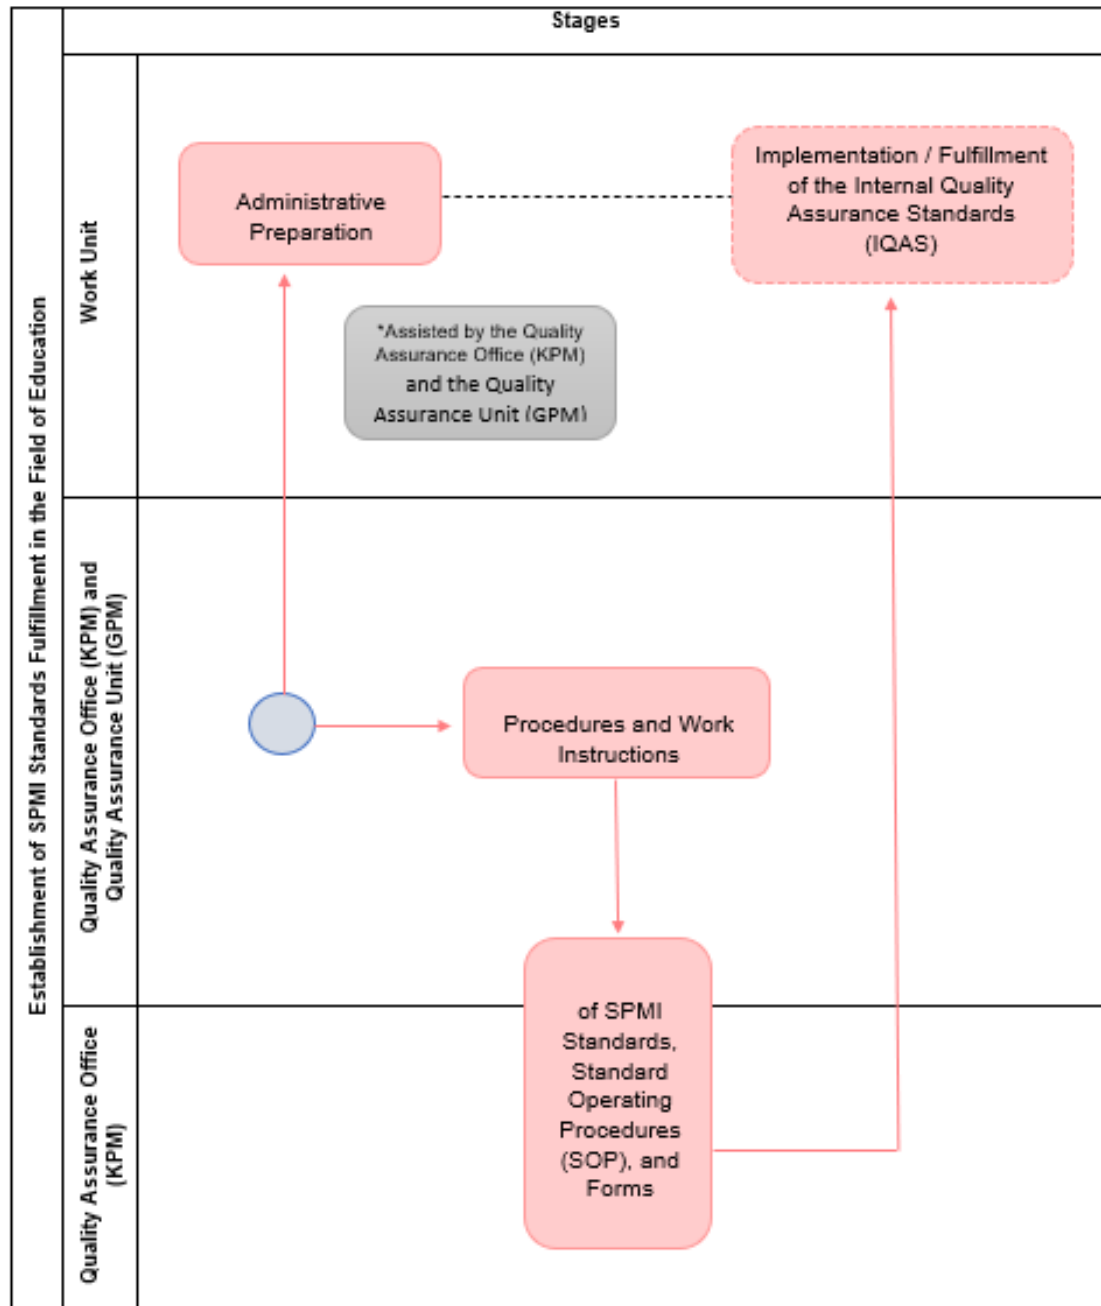 Stages
Establishment of SPMI Standards Fulfillment in the Field of Education
Work Unit
Administrative
Preparation
Implementation / Fulfillment
of the Internal Quality
Assurance Standards
(IQAS)
*Assisted by the Quality
Assurance Office (KPM)
and the Quality
Assurance Unit (GPM)
Quality Assurance Office (KPM) and
Quality Assurance Unit (GPM)
Procedures and Work
Instructions
Quality Assurance Office
(KPM)
of SPMI
Standards,
Standard
Operating
Procedures
(SOP), and
Forms